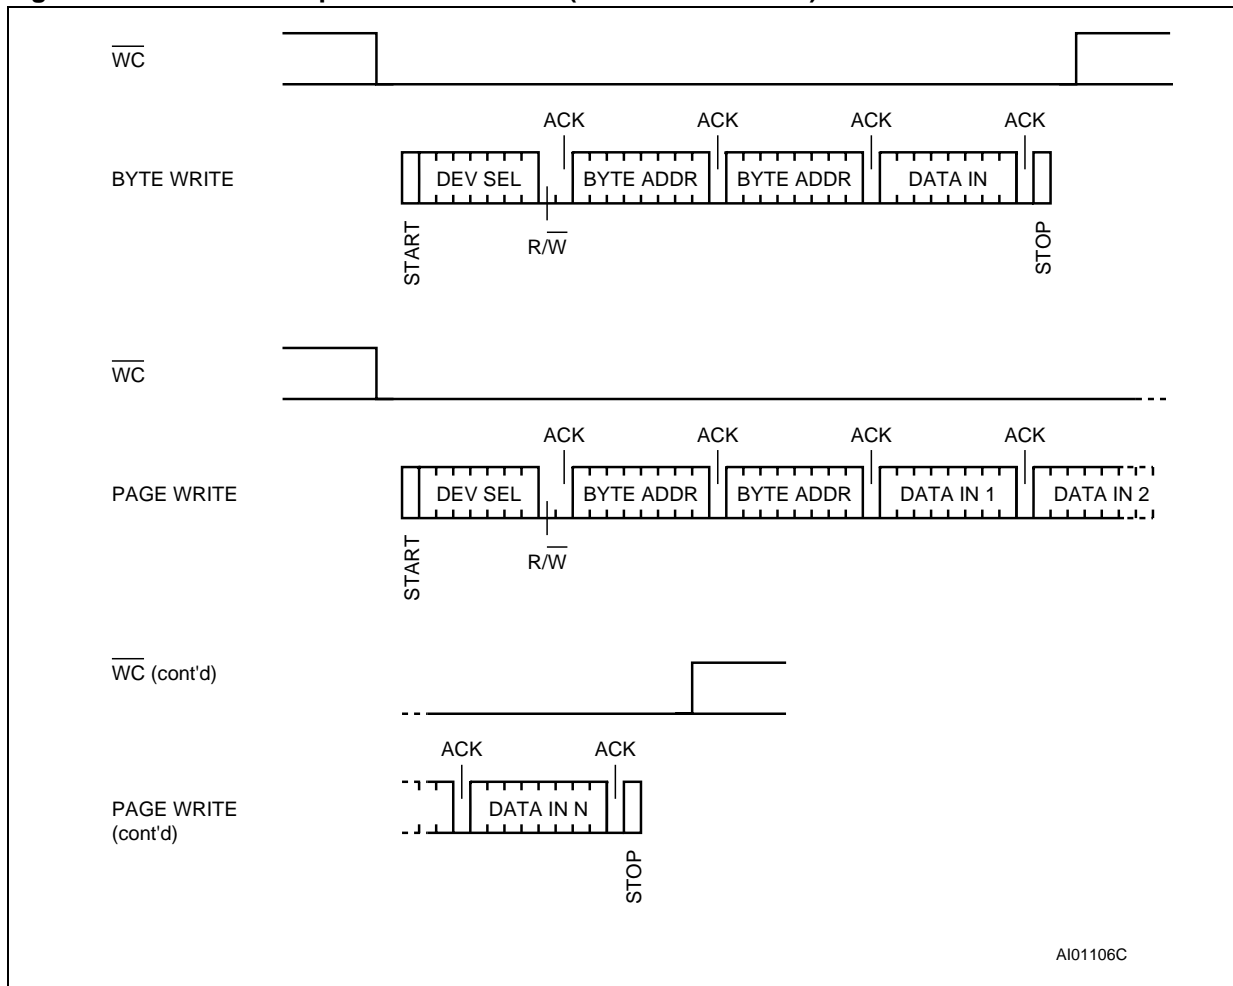 WC
ACK ACK ACK ACK
BYTE WRITE DEV SEL BYTE ADDR BYTE ADDR DATA IN
START R/W STOP
WC
ACK ACK ACK ACK
PAGE WRITE DEV SEL BYTE ADDR BYTE ADDR DATA IN 1 DATA IN 2
START R/W
WC (cont'd)
ACK ACK
PAGE WRITE DATA IN N
(cont'd)
STOP
AI01106C